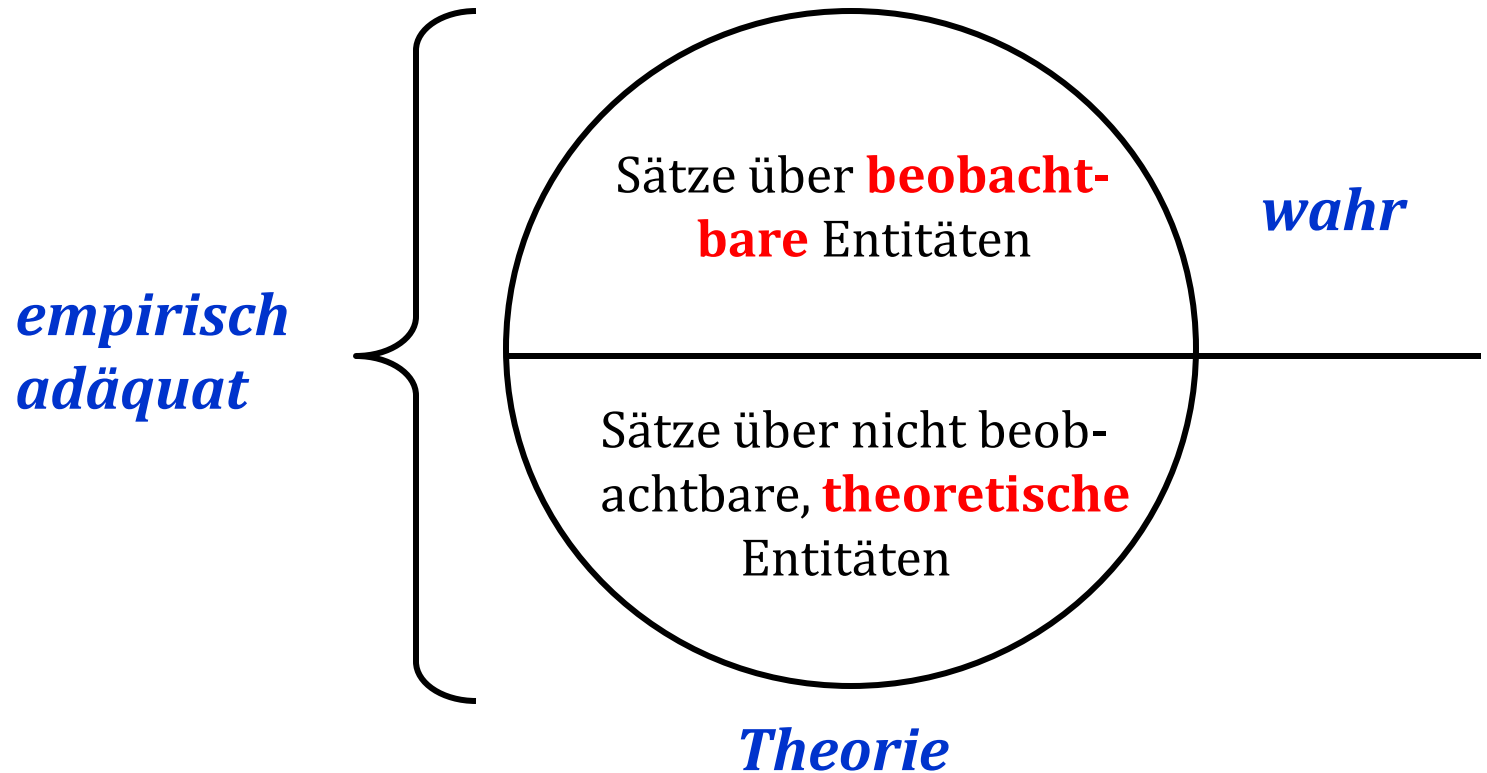 Sätze über beobacht-
bare Entitäten
wahr
empirisch
adäquat
Sätze über nicht beob-
achtbare, theoretische
Entitäten
Theorie